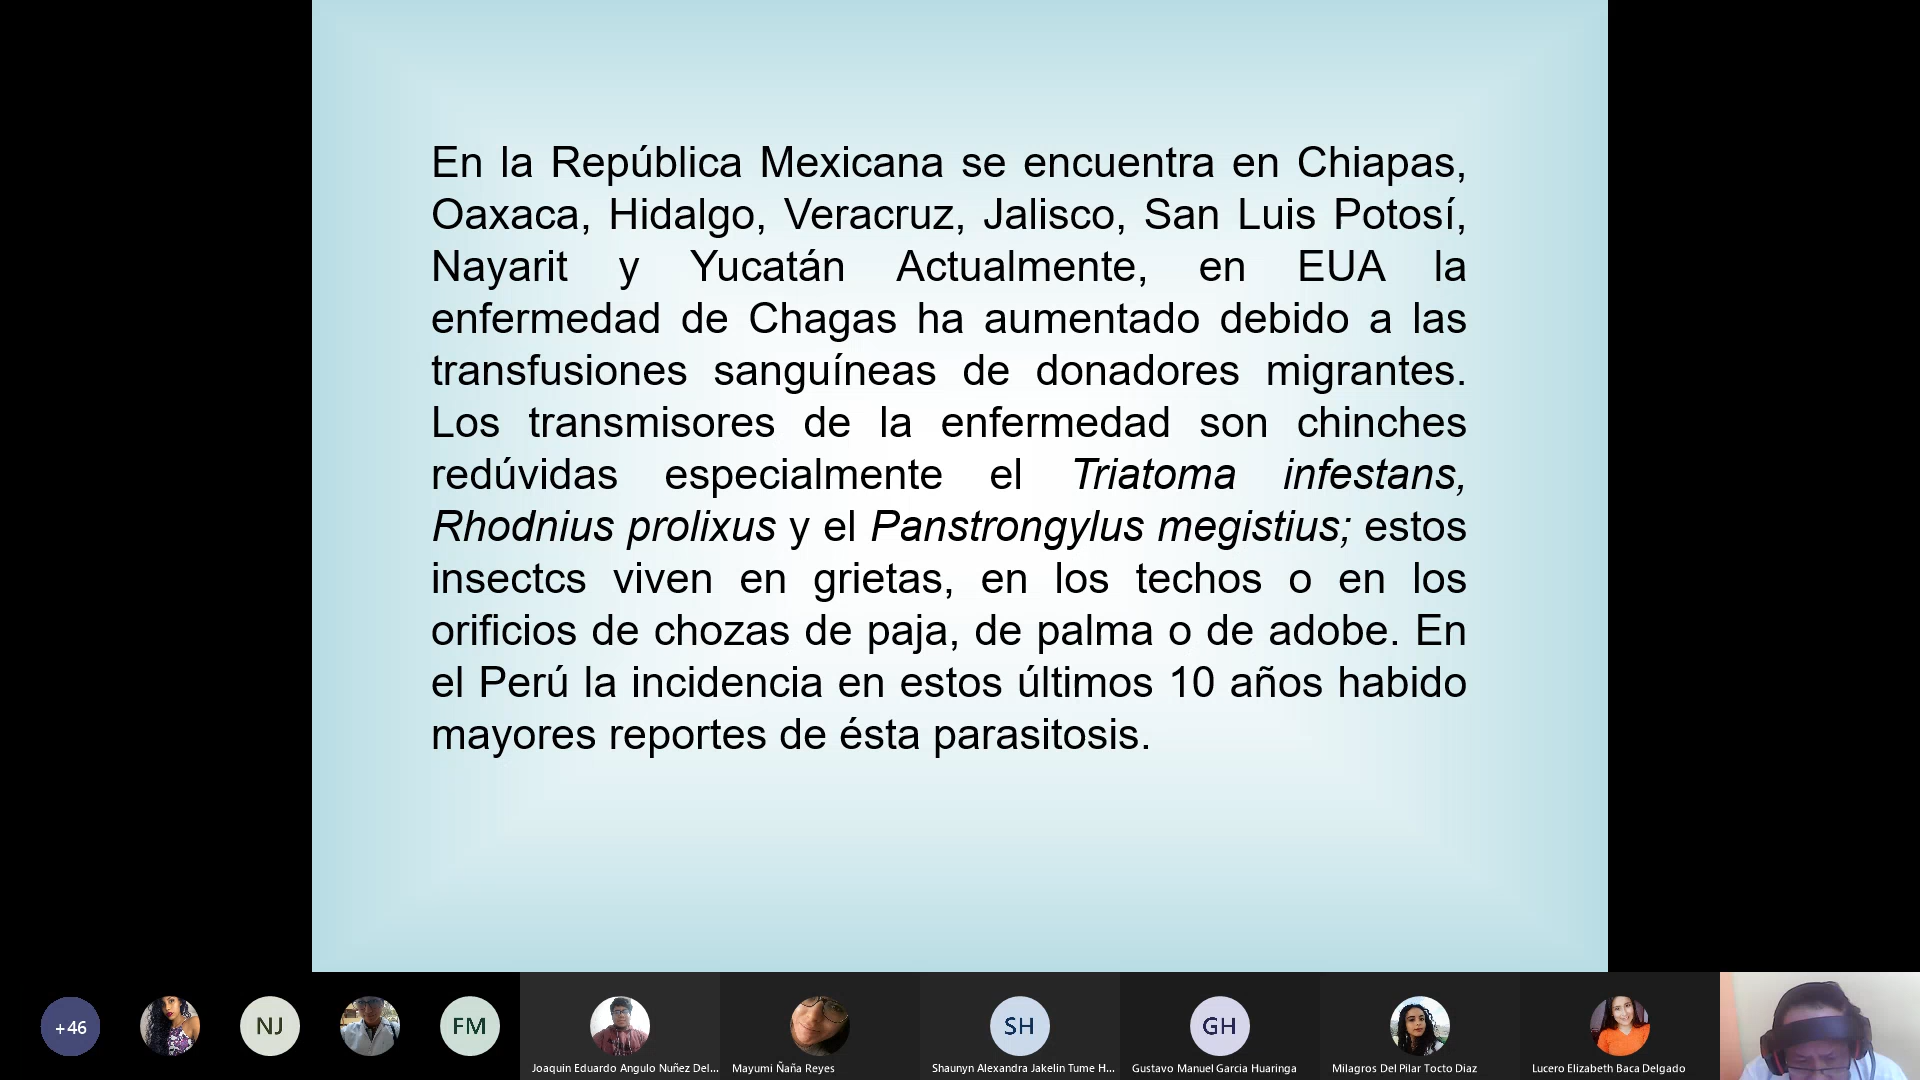 En la República Mexicana se encuentra en Chiapas,
Oaxaca, Hidalgo, Veracruz, Jalisco, San Luis Potosí,
Nayarit y Yucatán Actualmente, en EUA la
enfermedad de Chagas ha aumentado debido a las
transfusiones sanguíneas de donadores migrantes.
Los transmisores de la enfermedad son chinches
redúvidas especialmente el Triatoma infestans,
Rhodnius prolixus y el Panstrongylus megistius; estos
insectcs viven en grietas, en los techos o en los
orificios de chozas de paja, de palma o de adobe. En
el Perú la incidencia en estos últimos 10 años habido
mayores reportes de ésta parasitosis.
+46 NJ FM SH GH
Joaquin Eduardo Angulo Nuñez Del... Mayumi Ñaña Reyes Shaunyn Alexandra Jakelin Tume H... Gustavo Manuel Garcia Huaringa Milagros Del Pilar Tocto Diaz Lucero Elizabeth Baca Delgado